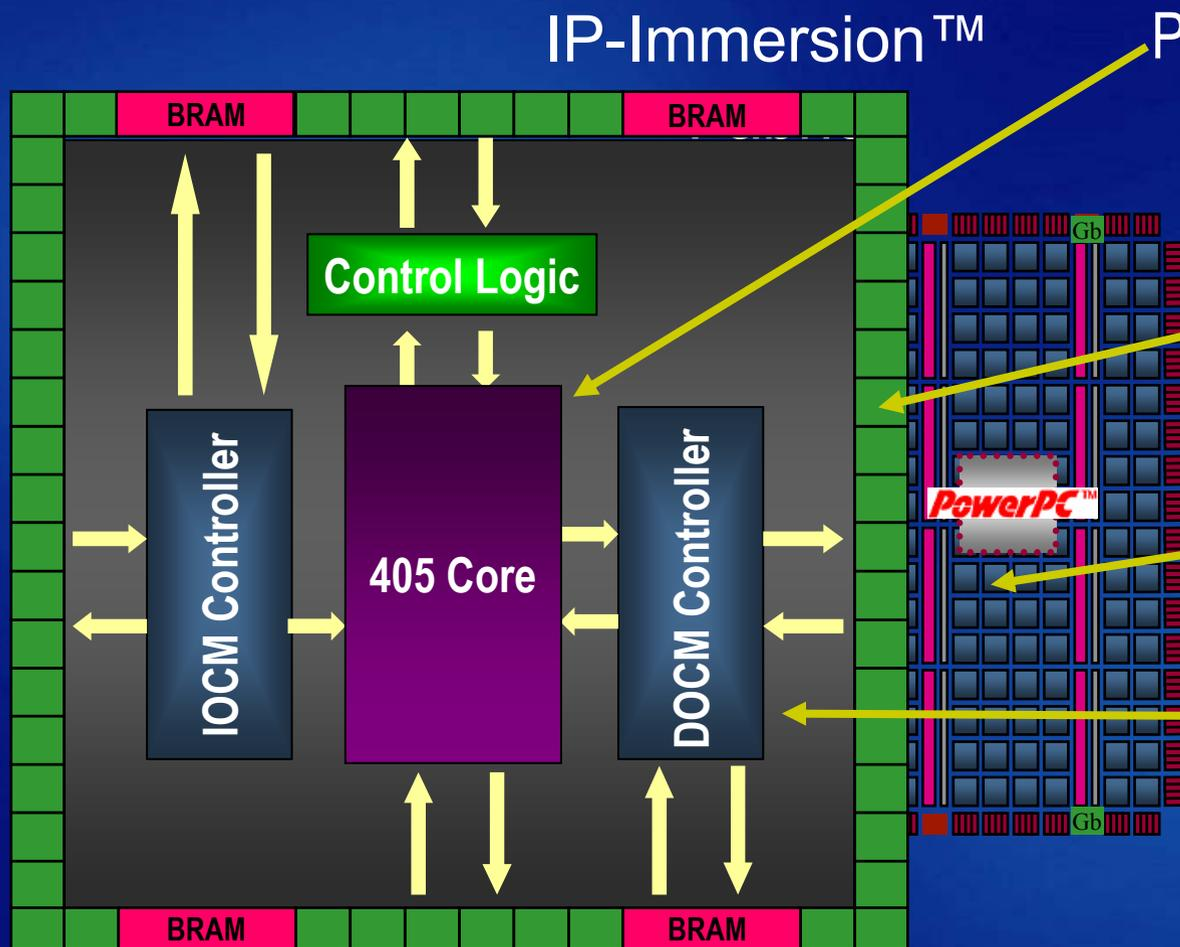 IP-Immersion™
P
BRAM
BRAM
Control Logic
Gb
IOCM Controller
405 Core
DOCM Controller
PowerPC™
Gb
BRAM
BRAM